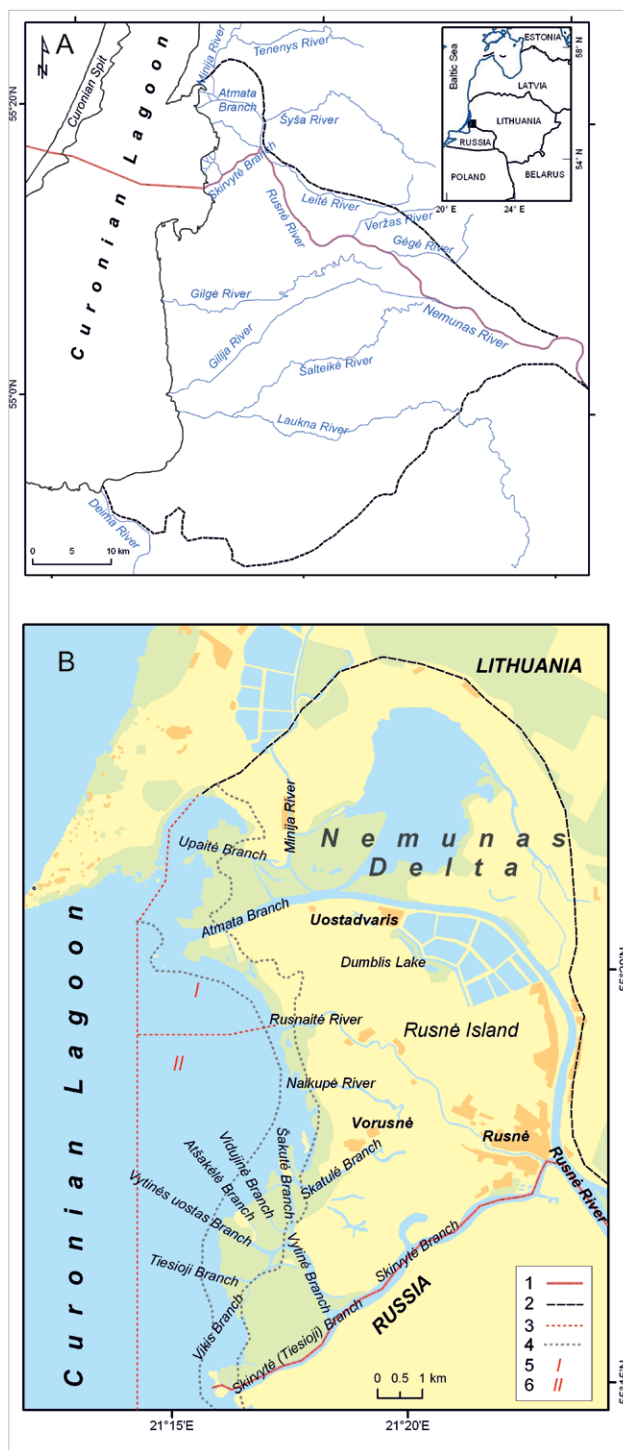 A
N
Curonian Spit
Curonian Lagoon
Minija River
Tenenys River
Atmata
Branch
Šyša River
Skirvytė Branch
Rusnė River
Leitė River
Veržas River
Gėgė River
Gilgė River
Gilija River
Nemunas River
Šalteikė River
Laukna River
Deima River
55°20'
55°0'N
0 5 10 km
Baltic Sea
ESTONIA
58° N
LATVIA
LITHUANIA
RUSSIA
54° N
POLAND
BELARUS
20° E 24° E
B
LITHUANIA
Minija River
Nemunas
Delta
Upaitė Branch
Atmata Branch
Uostadvaris
Dumblis Lake
55°20'
Curonian Lagoon
I
Rusnaitė River
Rusnė Island
II
Naikupė River
Vorusnė
Rusnė
Šakutė Branch
Vidujinė Branch
Atšakėlė Branch
Skatulė Branch
Vytinės uostas Branch
Rusnė River
Tiesioji Branch
Vytinė Branch
Skirvytė Branch
Vikis Branch
RUSSIA
Skirvytė (Tiesioji) Branch
1
2
3
4
5 I
6 II
0 0.5 1 km
55°15'
21°15'E 21°20'E